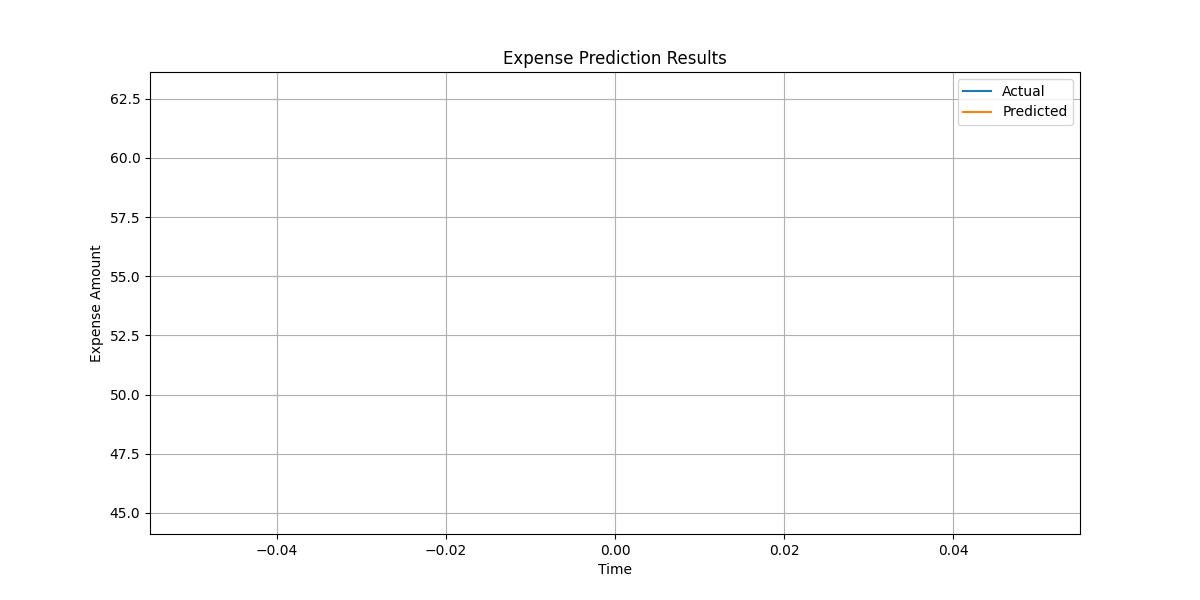 Expense Prediction Results
Actual
Predicted
62.5
60.0
57.5
55.0
52.5
50.0
47.5
45.0
Expense Amount
−0.04
−0.02
0.00
0.02
0.04
Time